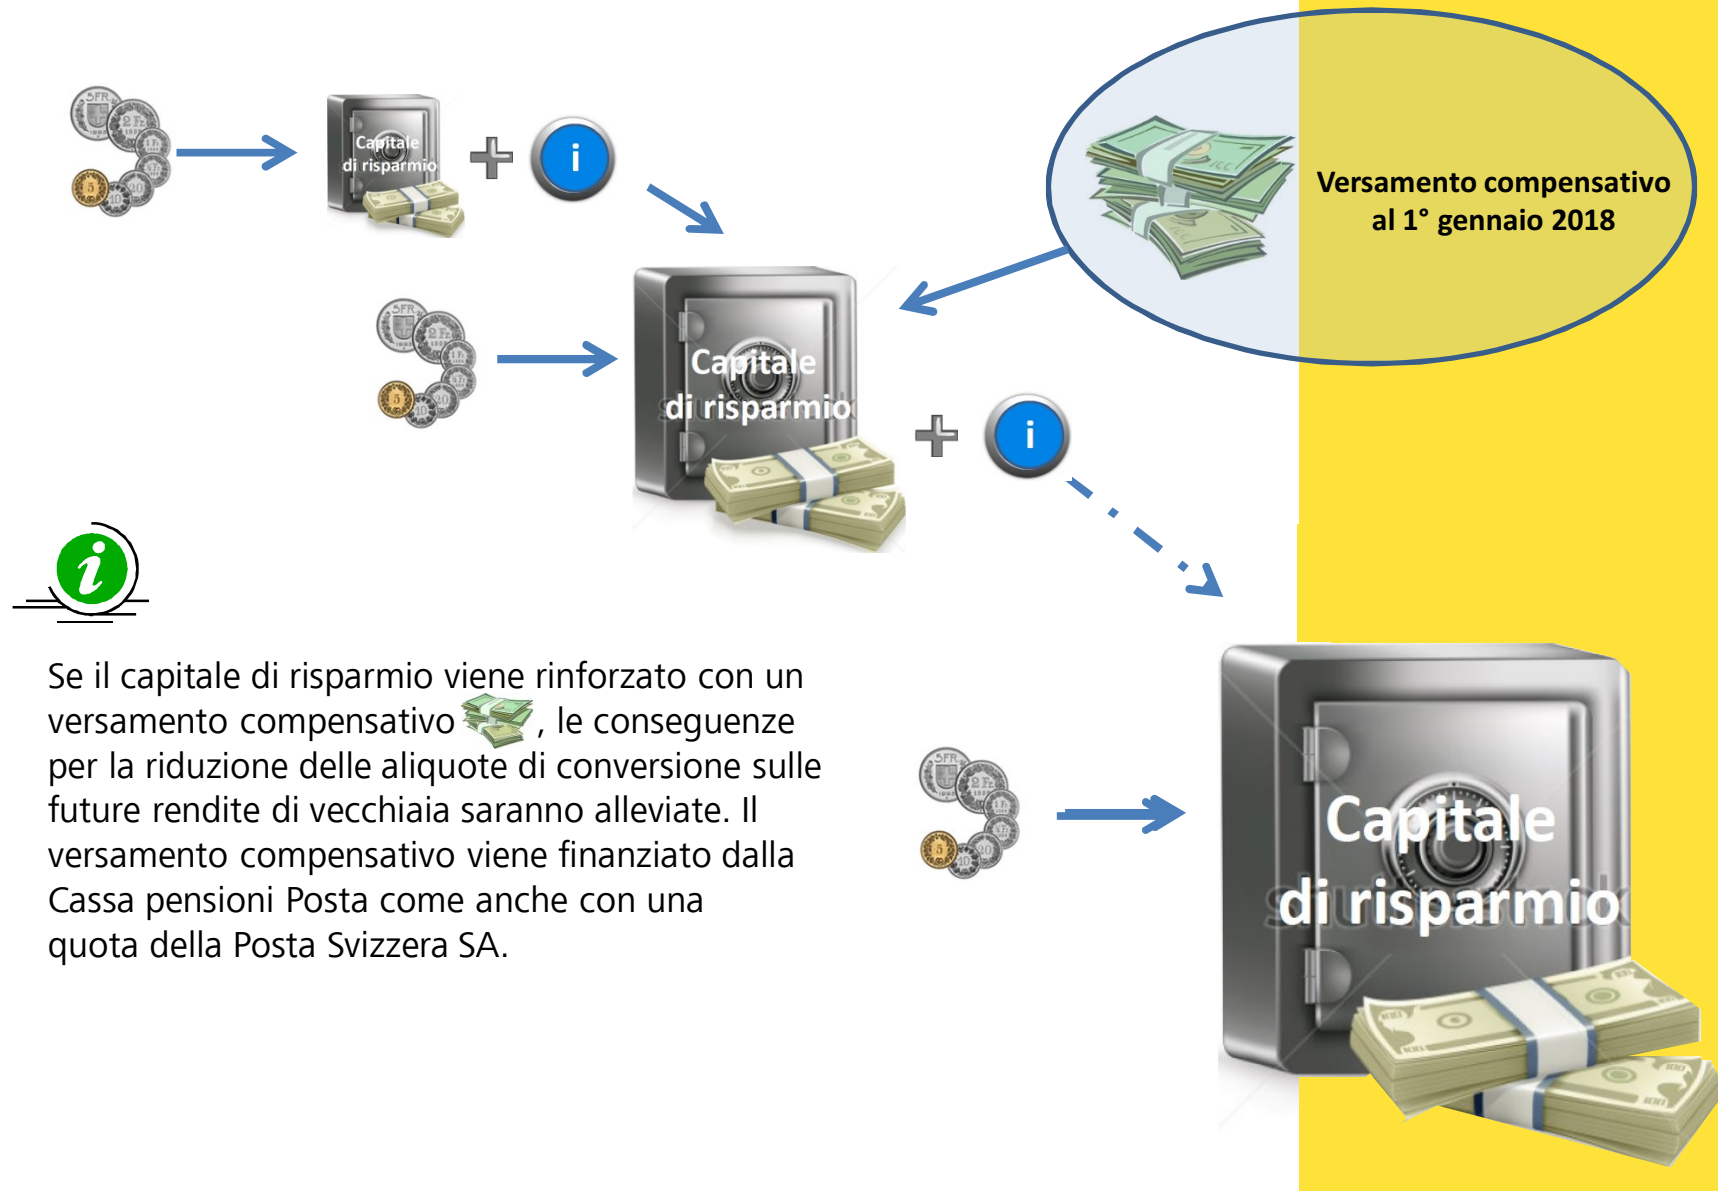 Capitale
di risparmio
i
Versamento compensativo
al 1° gennaio 2018
Capitale
di risparmio
i
i
Se il capitale di risparmio viene rinforzato con un
versamento compensativo , le conseguenze
per la riduzione delle aliquote di conversione sulle
future rendite di vecchiaia saranno alleviate. Il
versamento compensativo viene finanziato dalla
Cassa pensioni Posta come anche con una
quota della Posta Svizzera SA.
Capitale
di risparmio